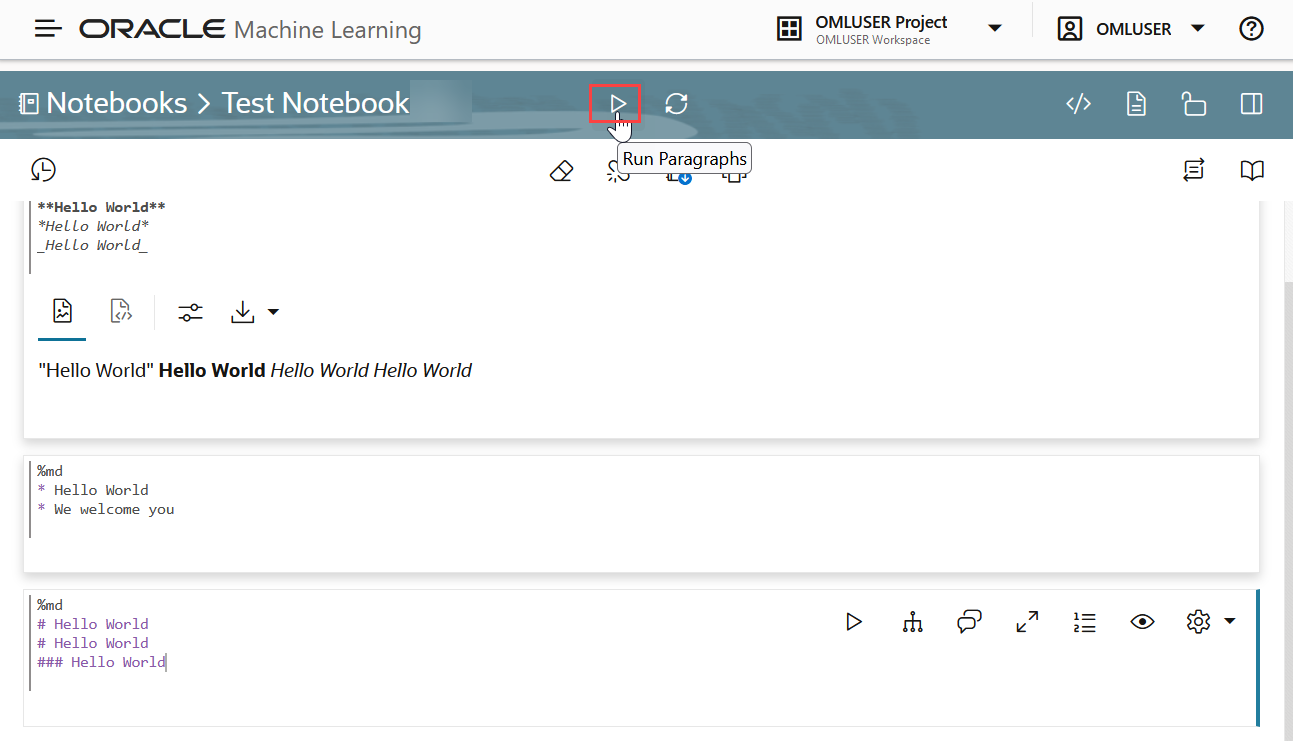 ORACLE Machine Learning
OMLUSER Project
OMLUSER Workspace
OMLUSER
Notebooks > Test Notebook
Run Paragraphs
**Hello World**
*Hello World*
_Hello World_
"Hello World" Hello World Hello World Hello World
%md
* Hello World
* We welcome you
%md
# Hello World
# Hello World
### Hello World